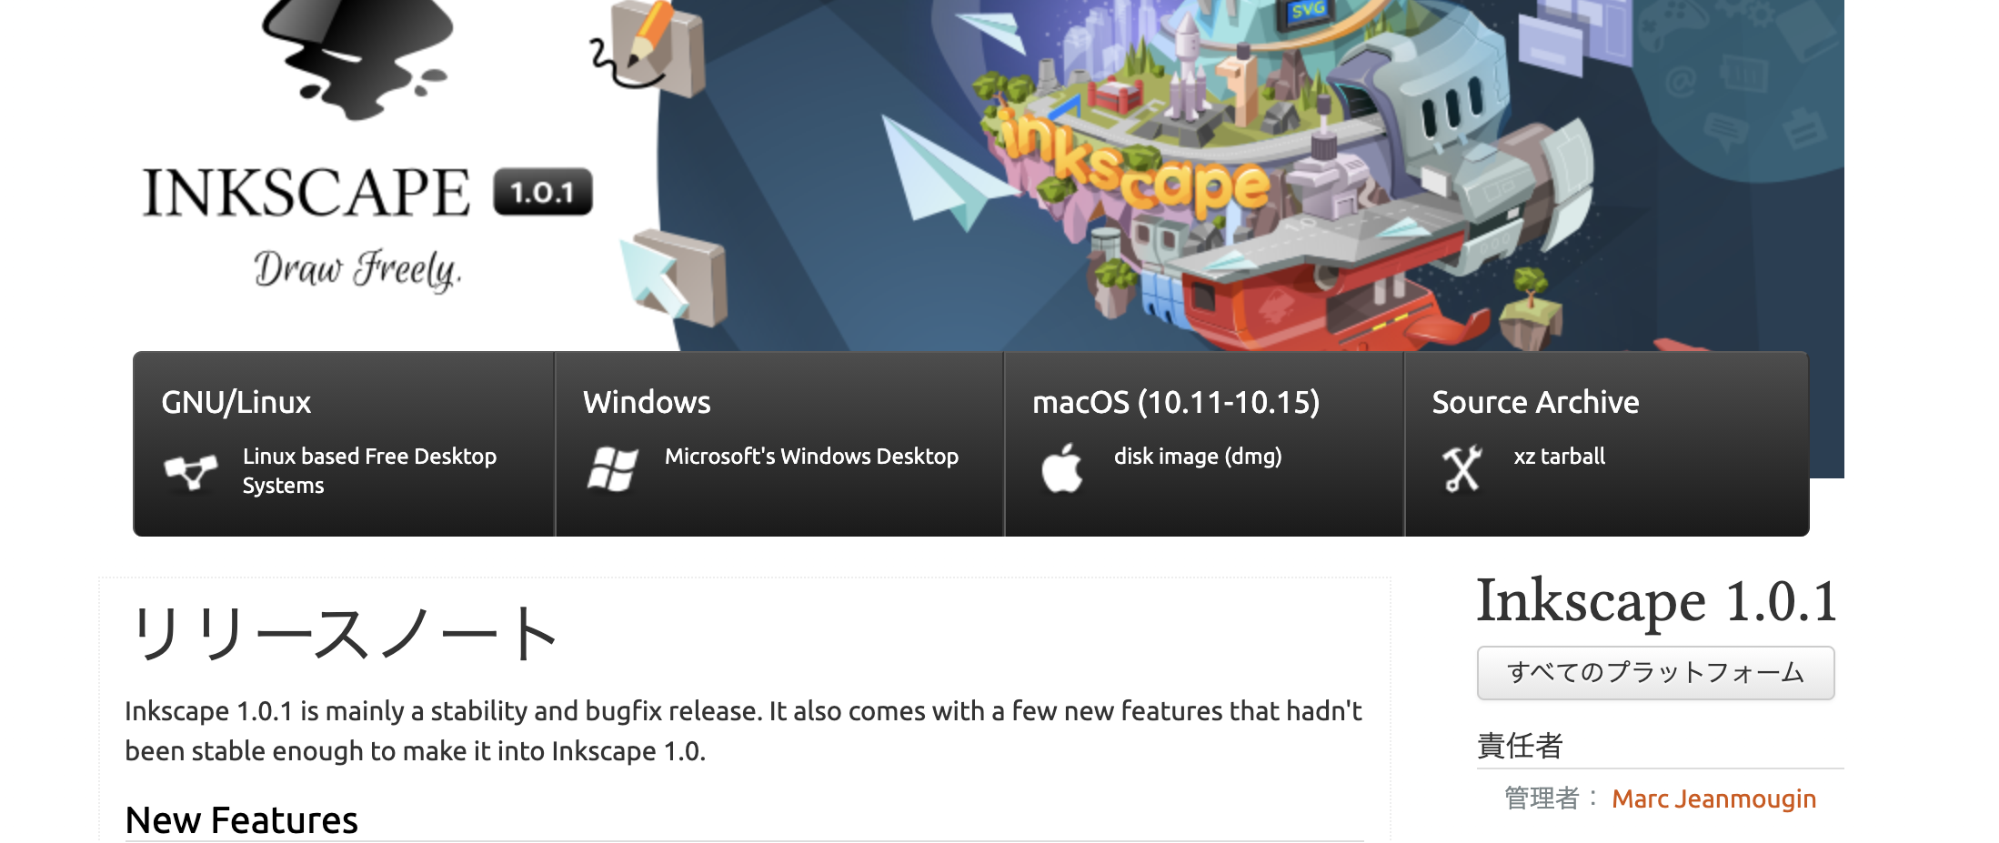 SVG
inkscape
INKSCAPE 1.0.1
Draw Freely.
GNU/Linux
Linux based Free Desktop
Systems
Windows
Microsoft's Windows Desktop
macOS (10.11-10.15)
disk image (dmg)
Source Archive
xz tarball
リリースノート
Inkscape 1.0.1 is mainly a stability and bugfix release. It also comes with a few new features that hadn't
been stable enough to make it into Inkscape 1.0.
New Features
Inkscape 1.0.1
すべてのプラットフォーム
責任者
管理者： Marc Jeanmougin